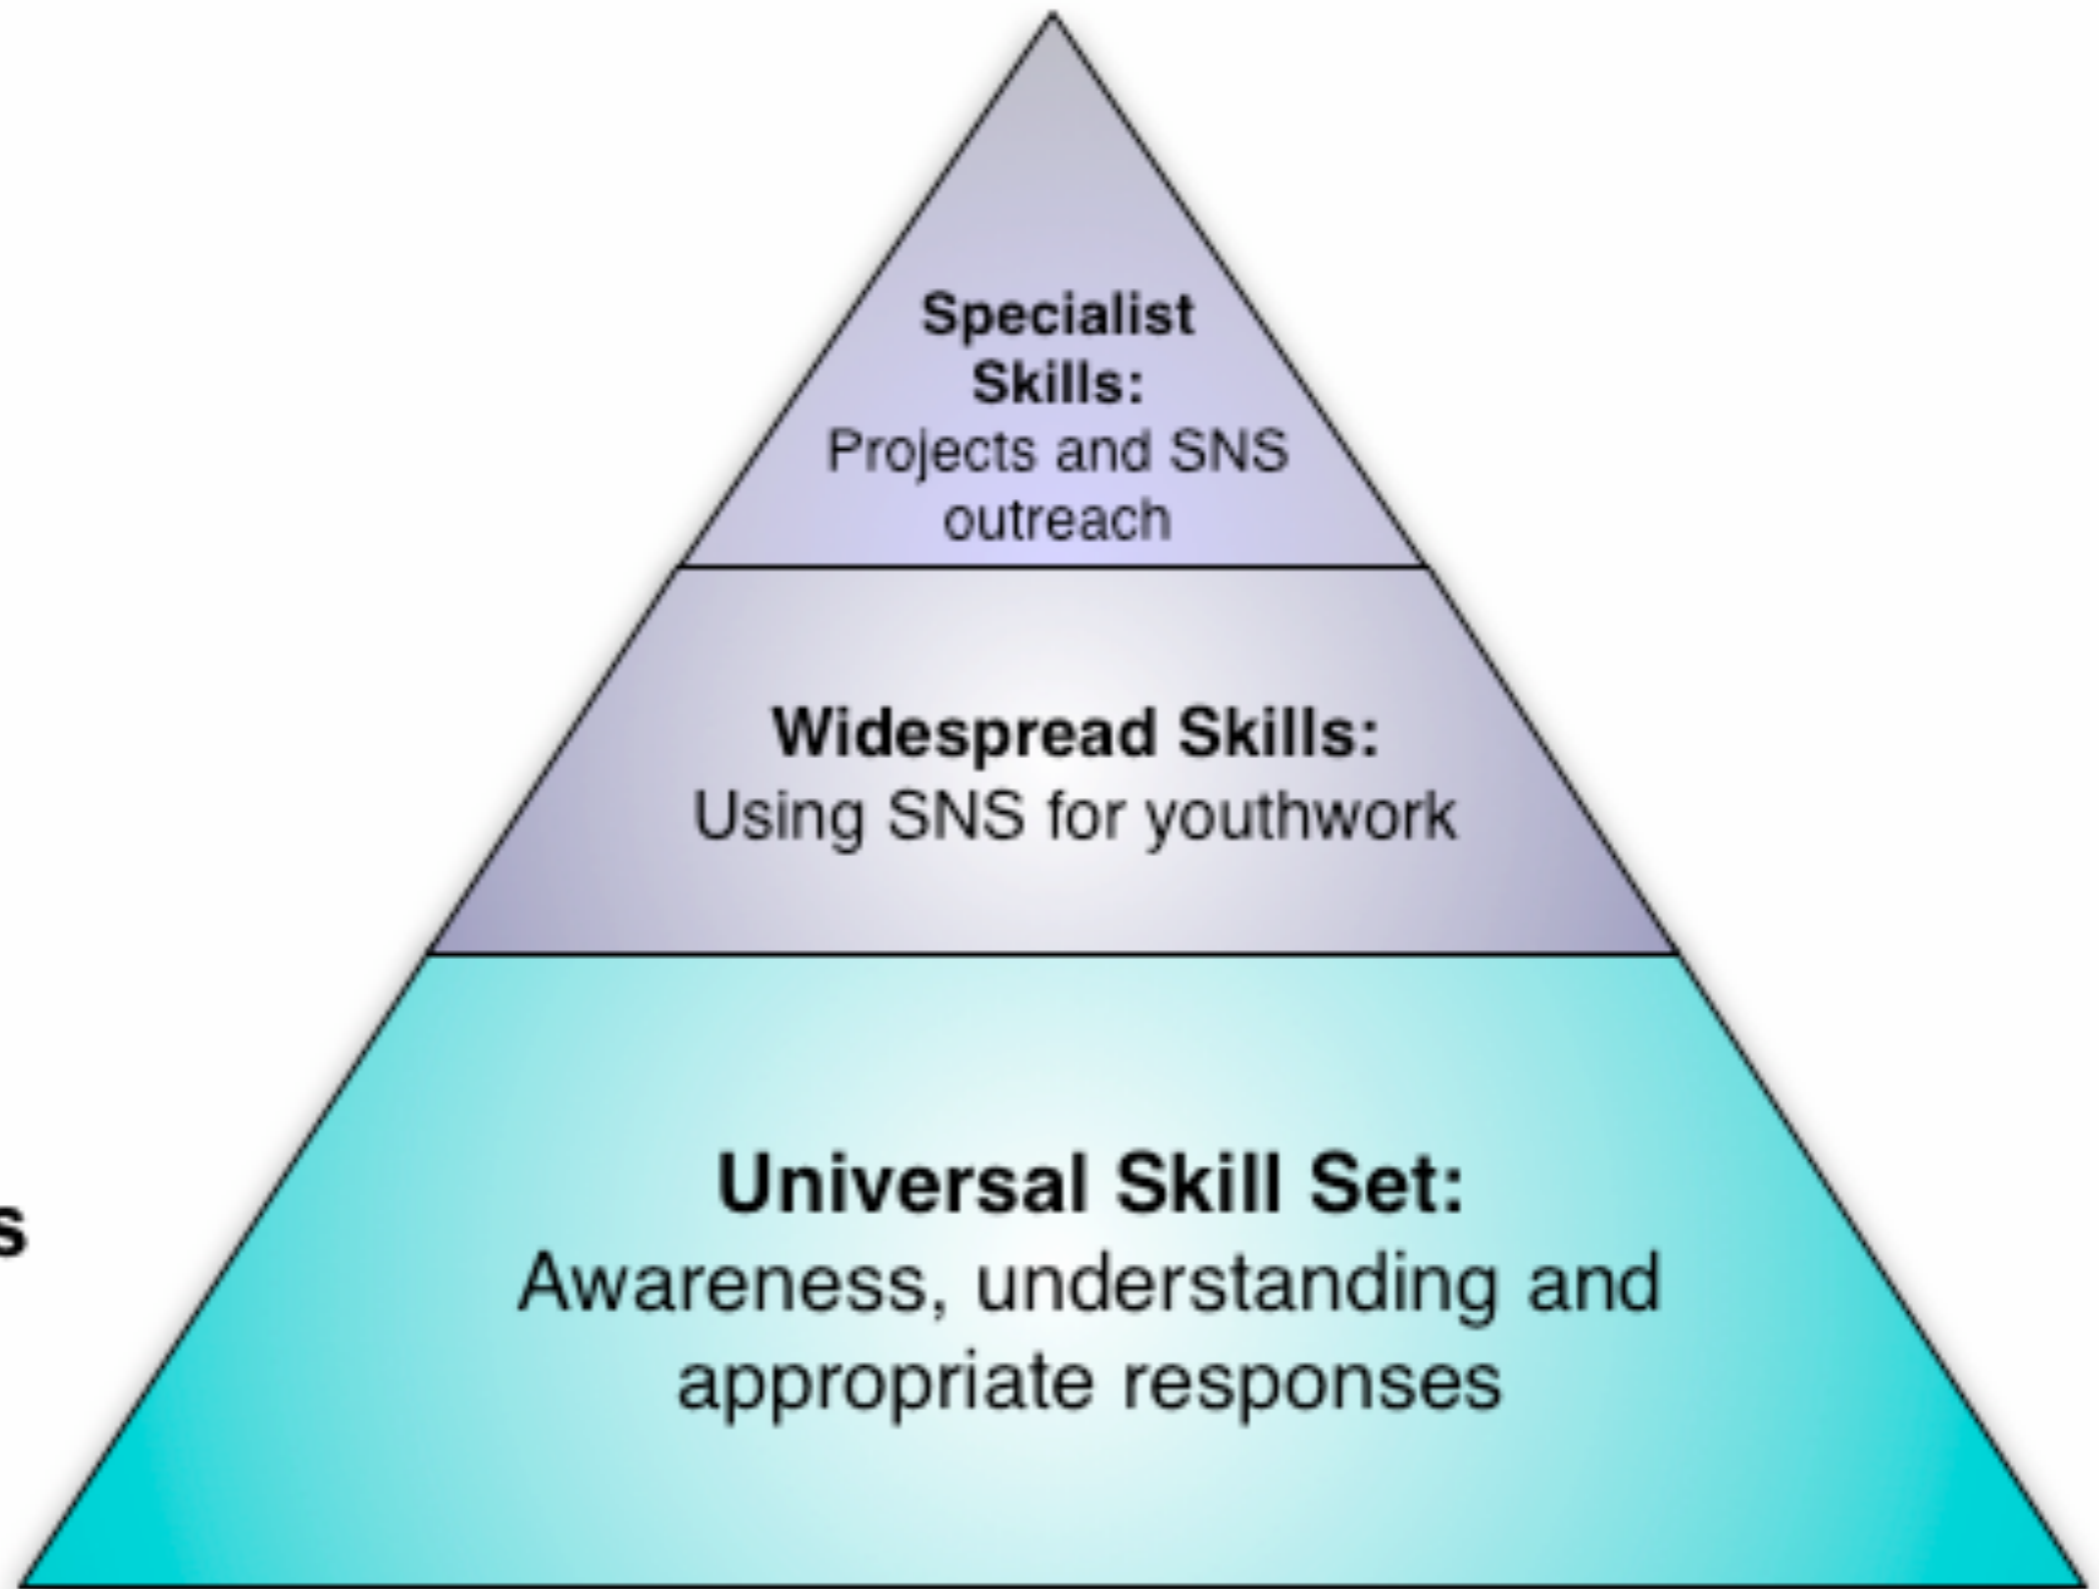 Specialist
Skills:
Projects and SNS
outreach
Widespread Skills:
Using SNS for youthwork
Universal Skill Set:
Awareness, understanding and
appropriate responses